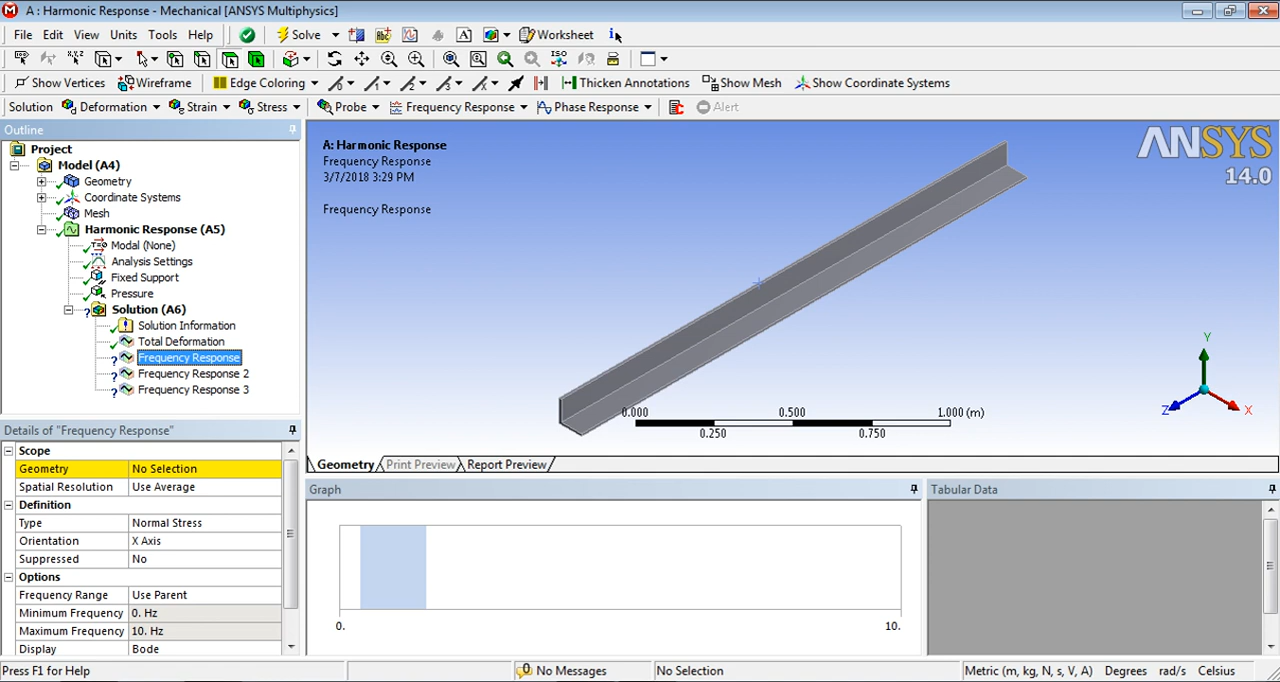 A : Harmonic Response - Mechanical [ANSYS Multiphysics]
File Edit View Units Tools Help Solve Worksheet
Show Vertices Wireframe Edge Coloring Thicken Annotations Show Mesh Show Coordinate Systems
Solution Deformation Strain Stress Probe Frequency Response Phase Response Alert
Outline
Project
Model (A4)
Geometry
Coordinate Systems
Mesh
Harmonic Response (A5)
Modal (None)
Analysis Settings
Fixed Support
Pressure
Solution (A6)
Solution Information
Total Deformation
Frequency Response
Frequency Response 2
Frequency Response 3
Details of "Frequency Response"
Scope
Geometry No Selection
Spatial Resolution Use Average
Definition
Type Normal Stress
Orientation X Axis
Suppressed No
Options
Frequency Range Use Parent
Minimum Frequency 0. Hz
Maximum Frequency 10. Hz
Display Bode
A: Harmonic Response
Frequency Response
3/7/2018 3:29 PM
Frequency Response
ANSYS
14.0
Y
Z X
0.000 0.500 1.000 (m)
0.250 0.750
Geometry Print Preview Report Preview
Graph
0. 10.
Tabular Data
Press F1 for Help 0 No Messages No Selection Metric (m, kg, N, s, V, A) Degrees rad/s Celsius